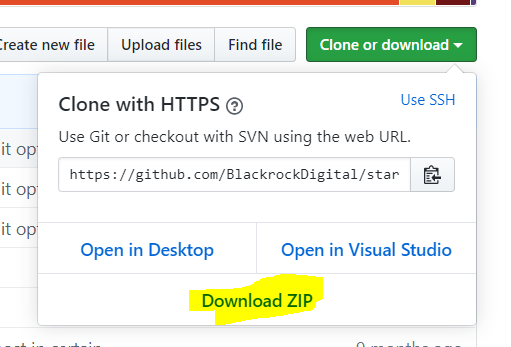 Create new file Upload files Find file Clone or download
Clone with HTTPS ? Use SSH
Use Git or checkout with SVN using the web URL.
it opt
https://github.com/BlackrockDigital/star
it opt
it opt
Open in Desktop Open in Visual Studio
Download ZIP
9 months ago